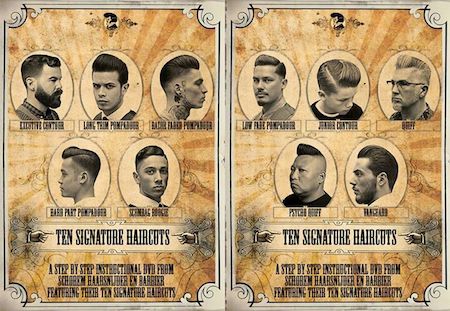 EXECUTIVE CONTOUR
LONG TRIM POMPADOUR
RAZOR FADED POMPADOUR
HARD PART POMPADOUR
SCUMBAG BOOGIE
TEN SIGNATURE HAIRCUTS
A STEP BY STEP INSTRUCTIONAL DVD FROM
SCHOREM HAARSNIJDER EN BARBIER
FEATURING THEIR TEN SIGNATURE HAIRCUTS
LOW FADE POMPADOUR
JUNIOR CONTOUR
QUIFF
PSYCHO QUIFF
VANGUARD
TEN SIGNATURE HAIRCUTS
A STEP BY STEP INSTRUCTIONAL DVD FROM
SCHOREM HAARSNIJDER EN BARBIER
FEATURING THEIR TEN SIGNATURE HAIRCUTS